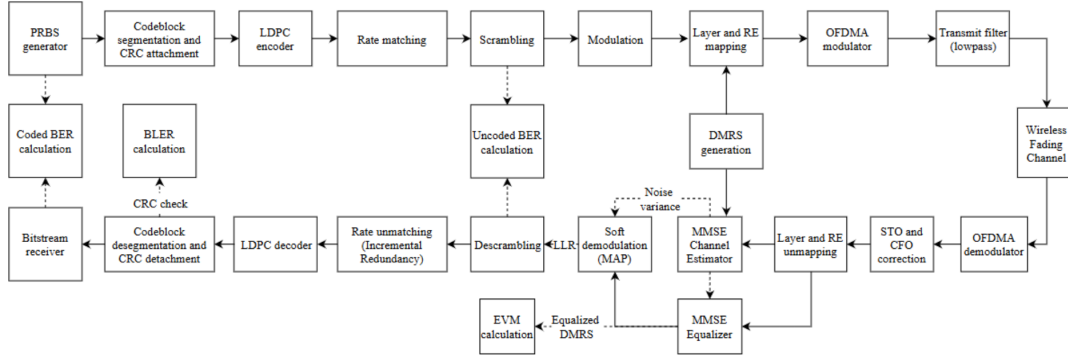 PRBS
generator
Codeblock
segmentation and
CRC attachment
LDPC
encoder
Rate matching
Scrambling
Modulation
Layer and RE
mapping
OFDMA
modulator
Transmit filter
(lowpass)
Coded BER
calculation
BLER
calculation
Uncoded BER
calculation
DMRS
generation
Wireless
Fading
Channel
CRC check
Noise
variance
Bitstream
receiver
Codeblock
desegmentation and
CRC detachment
LDPC decoder
Rate unmatching
(Incremental
Redundancy)
Descrambling
LLR
Soft
demodulation
(MAP)
MMSE
Channel
Estimator
Layer and RE
unmapping
STO and
CFO
correction
OFDMA
demodulator
EVM
calculation
Equalized
DMRS
MMSE
Equalizer